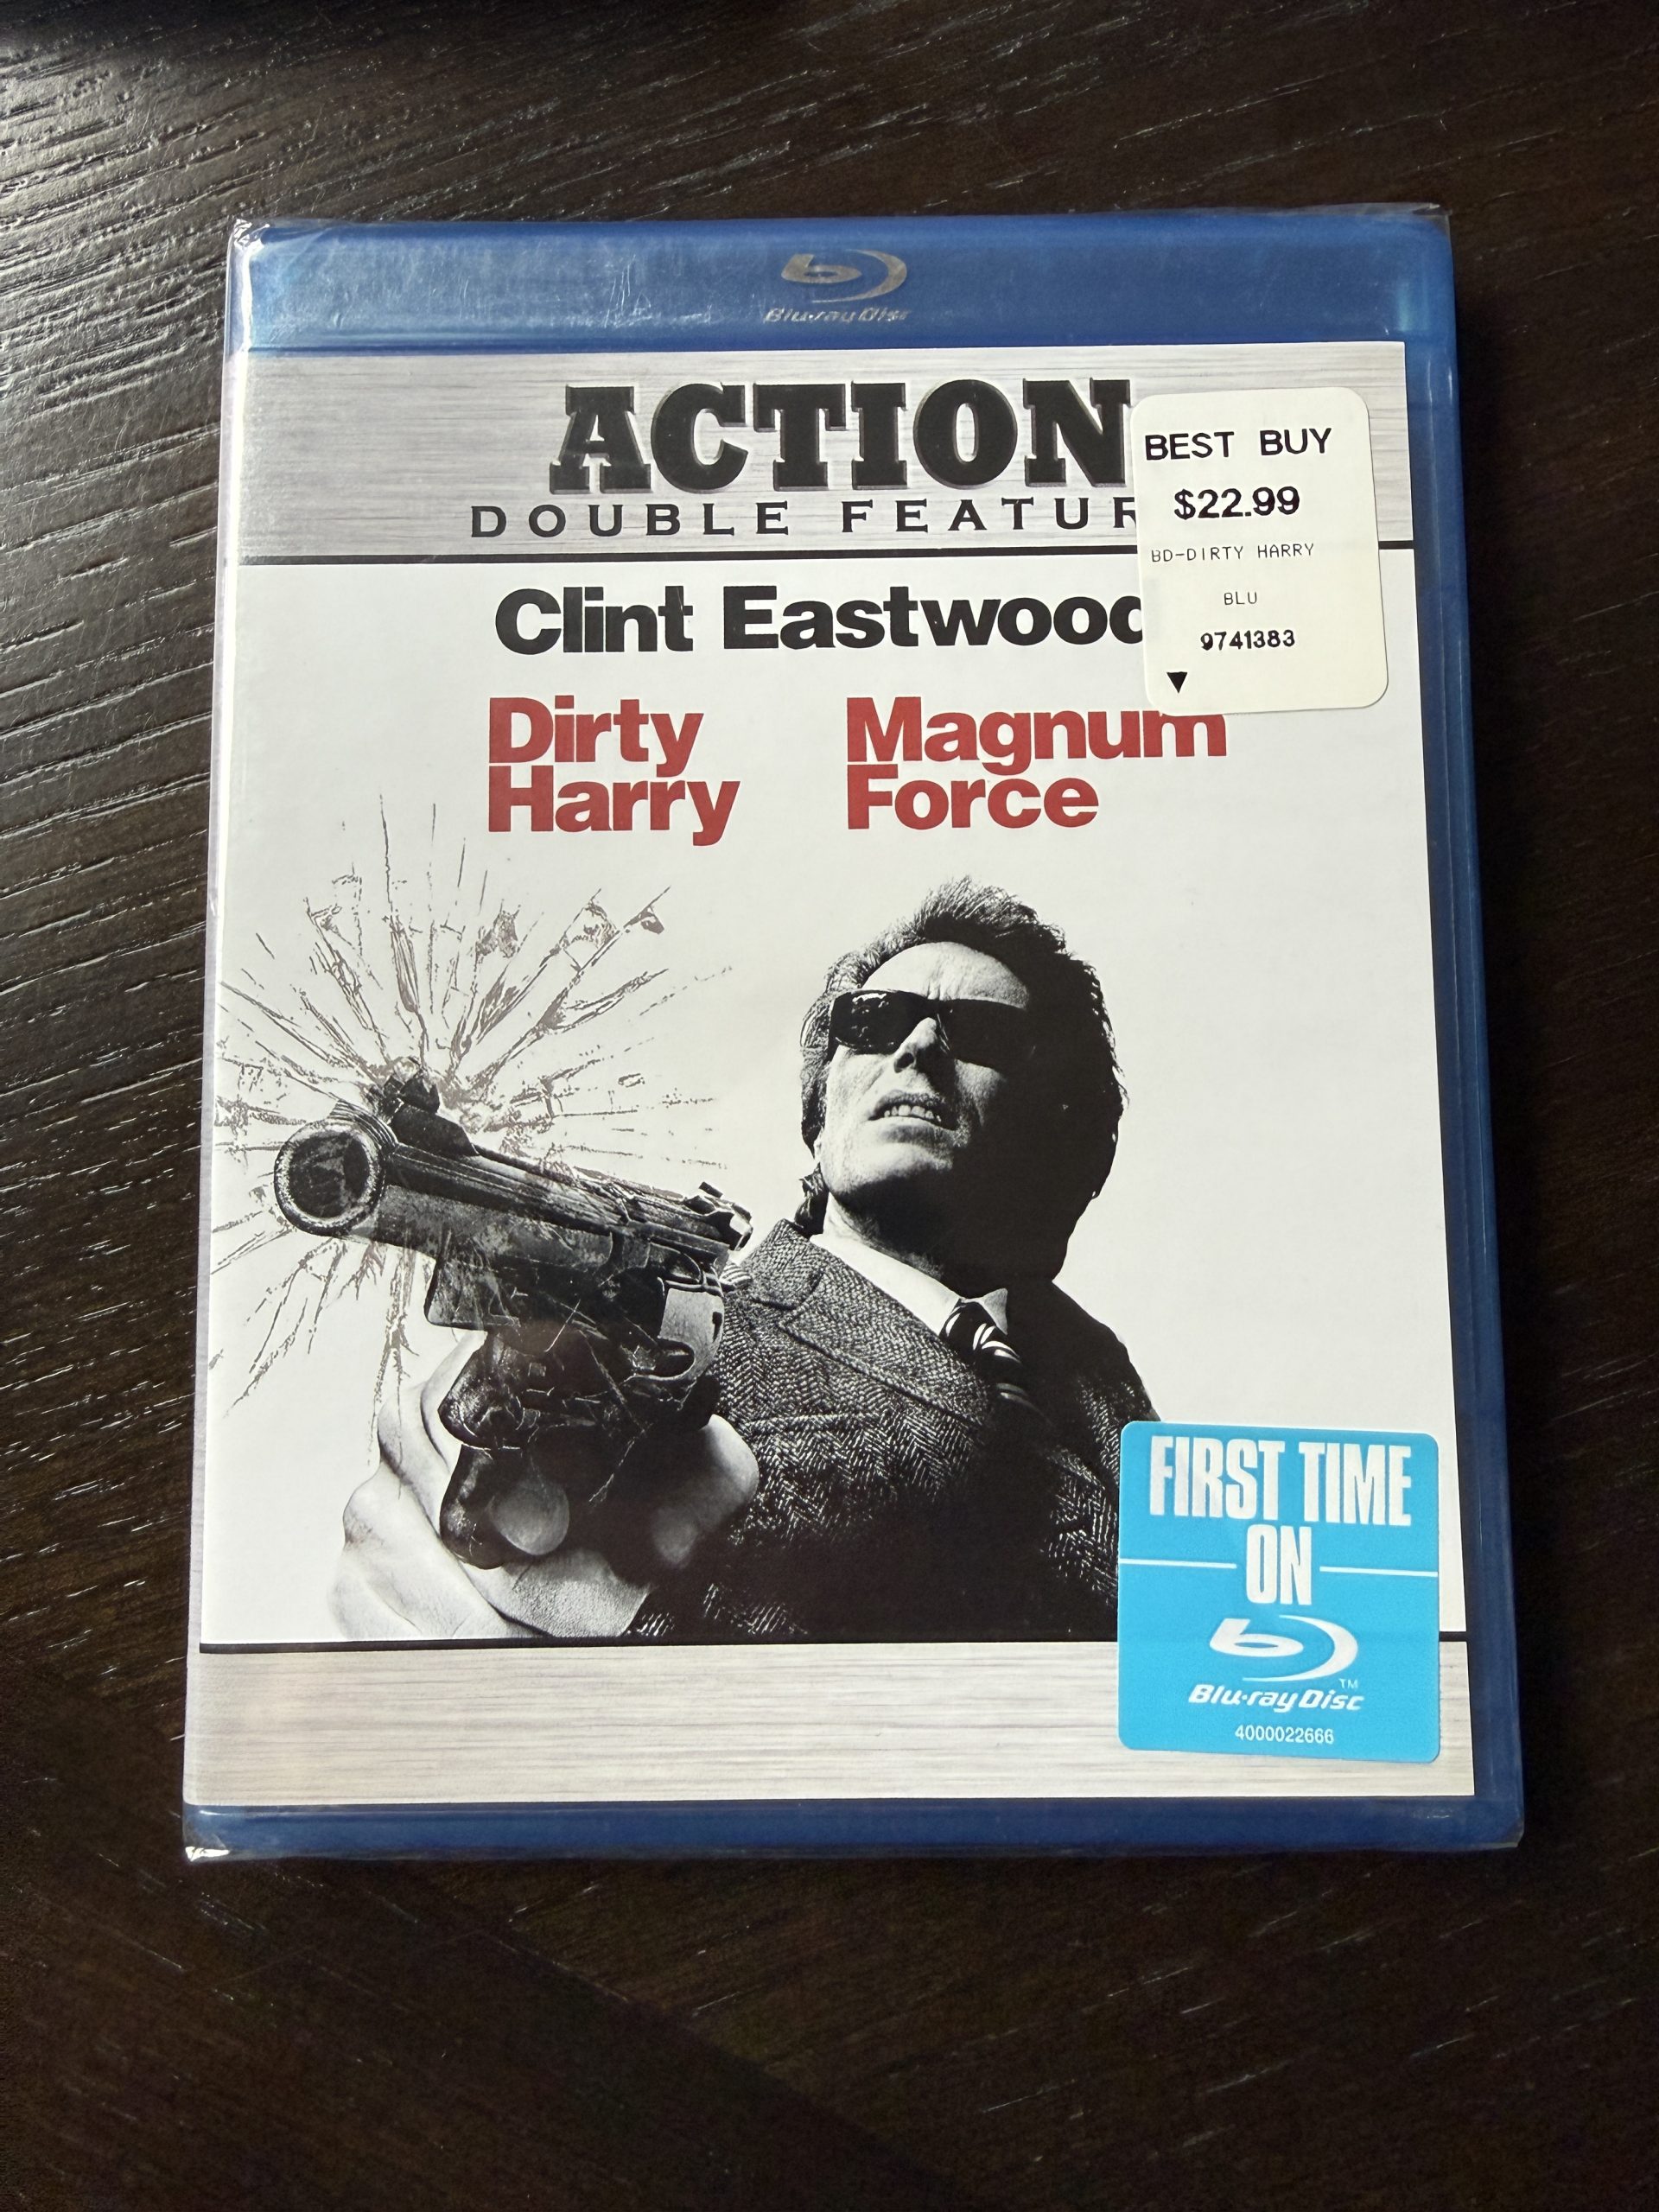 Blu-ray Disc
ACTION
DOUBLE FEATUR
BEST BUY
$22.99
BD-DIRTY HARRY
BLU
9741383
Clint Eastwood
Dirty
Harry
Magnum
Force
FIRST TIME
ON
Blu-ray Disc TM
4000022666